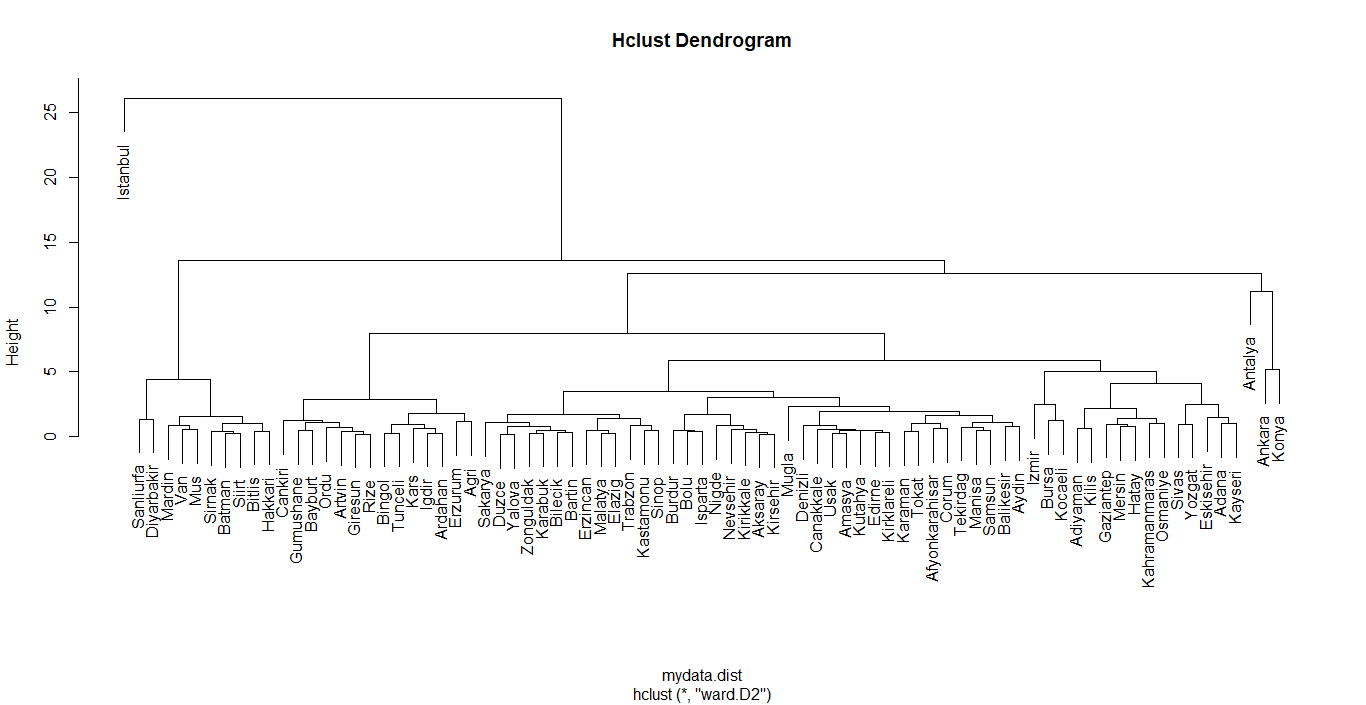 Hclust Dendrogram
Height
0
5
10
15
20
25
Istanbul
Sanliurfa
Diyarbakir
Mardin
Van
Mus
Sirnak
Batman
Siirt
Bitlis
Hakkari
Cankiri
Gumushane
Bayburt
Ordu
Artvin
Giresun
Rize
Bingol
Tunceli
Kars
Igdir
Ardahan
Erzurum
Agri
Sakarya
Duzce
Yalova
Zonguldak
Karabuk
Bilecik
Bartin
Erzincan
Malatya
Elazig
Trabzon
Kastamonu
Sinop
Burdur
Bolu
Isparta
Nigde
Nevsehir
Kirikkale
Aksaray
Kirsehir
Mugla
Denizli
Canakkale
Usak
Amasya
Kutahya
Edirne
Kirklareli
Karaman
Tokat
Afyonkarahisar
Corum
Tekirdag
Manisa
Samsun
Balikesir
Aydin
Izmir
Bursa
Kocaeli
Adiyaman
Kilis
Gaziantep
Mersin
Hatay
Kahramanmaras
Osmaniye
Sivas
Yozgat
Eskisehir
Adana
Kayseri
Antalya
Ankara
Konya
mydata.dist
hclust (*, "ward.D2")